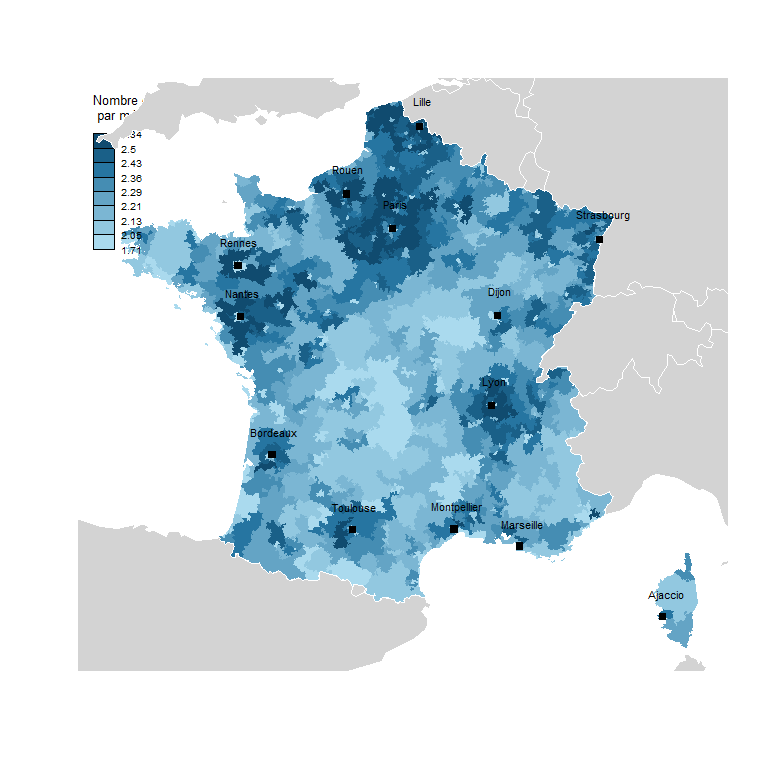 Nombre
par
Lille
2.5
2.43
2.36
2.29
2.21
2.13
2.05
1.71
Rouen
Paris
Strasbourg
Rennes
Nantes
Dijon
Lyon
Bordeaux
Toulouse
Montpellier
Marseille
Ajaccio